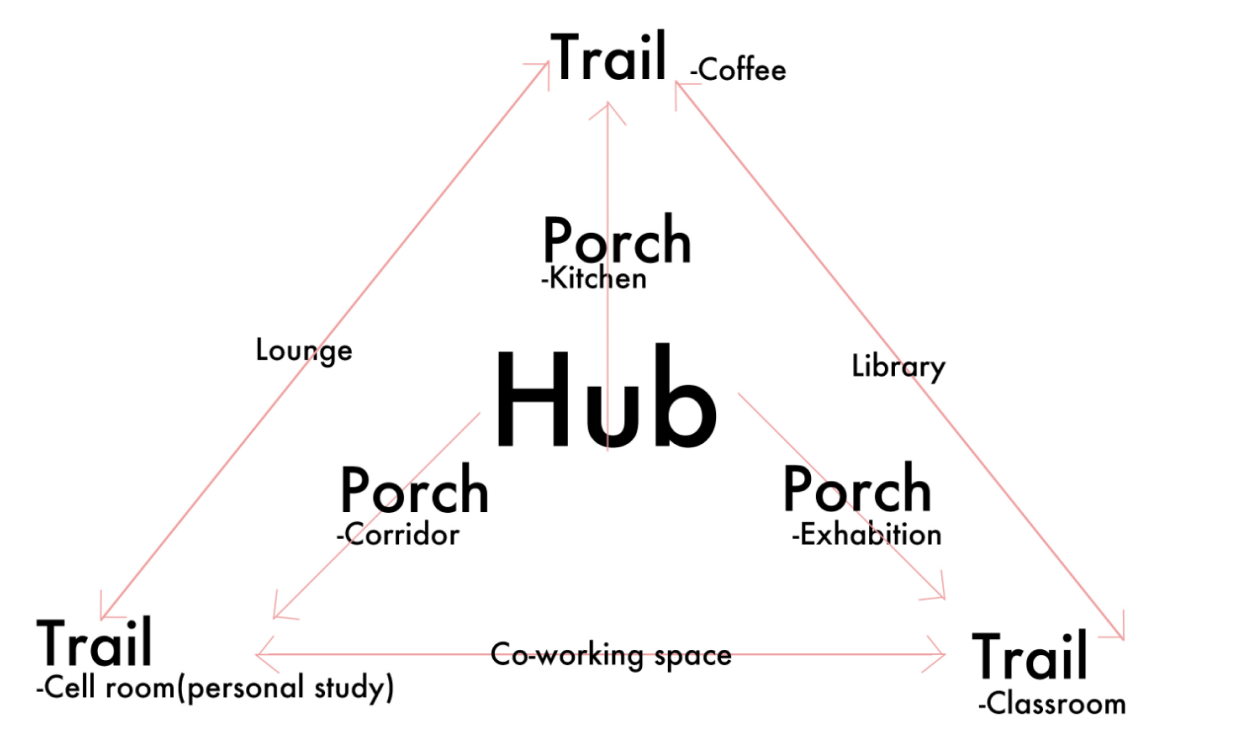 Trail -Coffee
Porch
-Kitchen
Lounge
Library
Hub
Porch
-Corridor
Porch
-Exhabition
Trail
-Cell room(personal study)
Co-working space
Trail
-Classroom